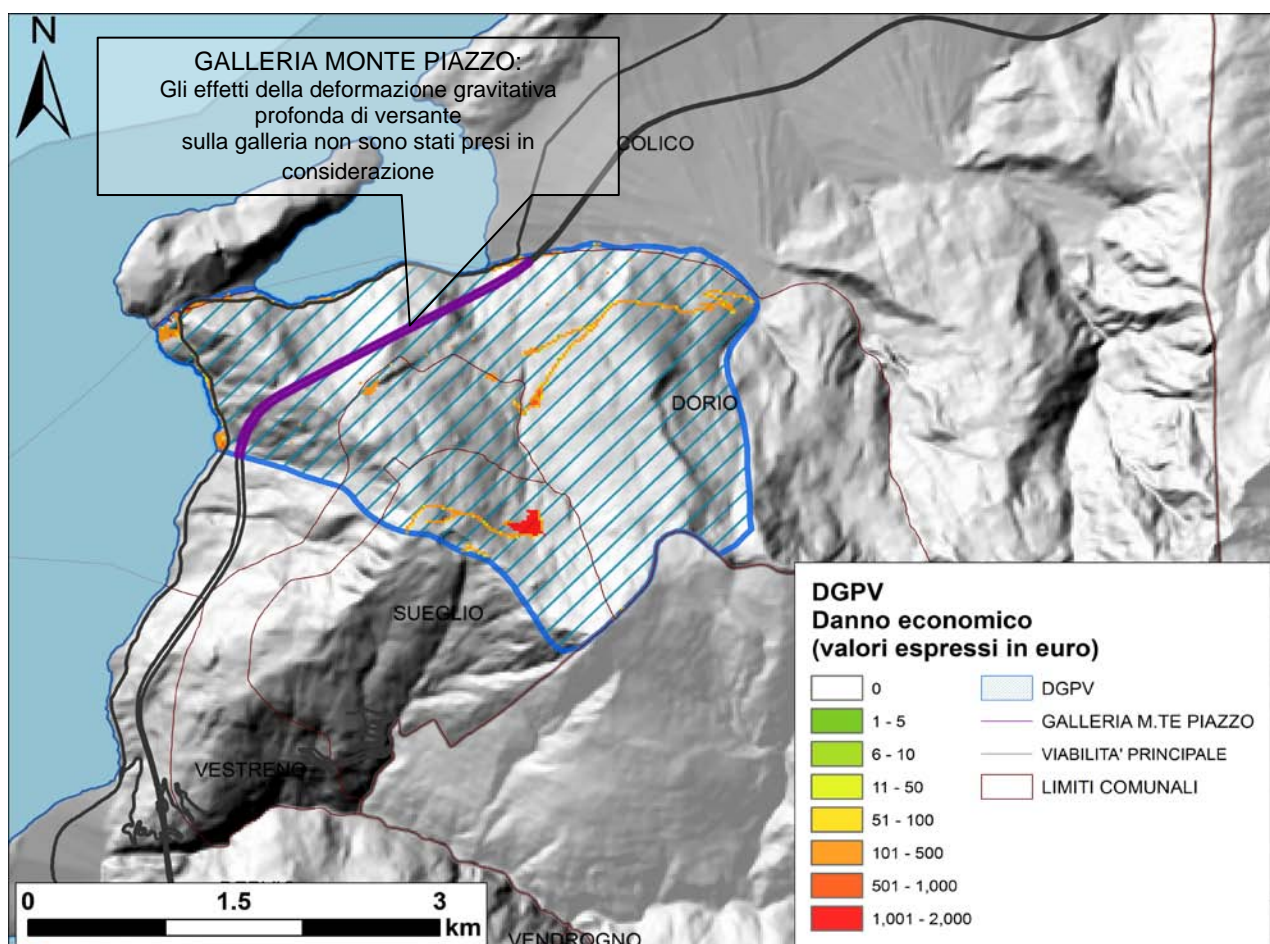 N
GALLERIA MONTE PIAZZO:
Gli effetti della deformazione gravitativa
profonda di versante
sulla galleria non sono stati presi in
considerazione
COLICO
DORIO
SUEGLIO
VESTRENO
VENDROGNO
DGPV
Danno economico
(valori espressi in euro)
0
1 - 5
6 - 10
11 - 50
51 - 100
101 - 500
501 - 1,000
1,001 - 2,000
DGPV
GALLERIA M.TE PIAZZO
VIABILITA' PRINCIPALE
LIMITI COMUNALI
0 1.5 3
km